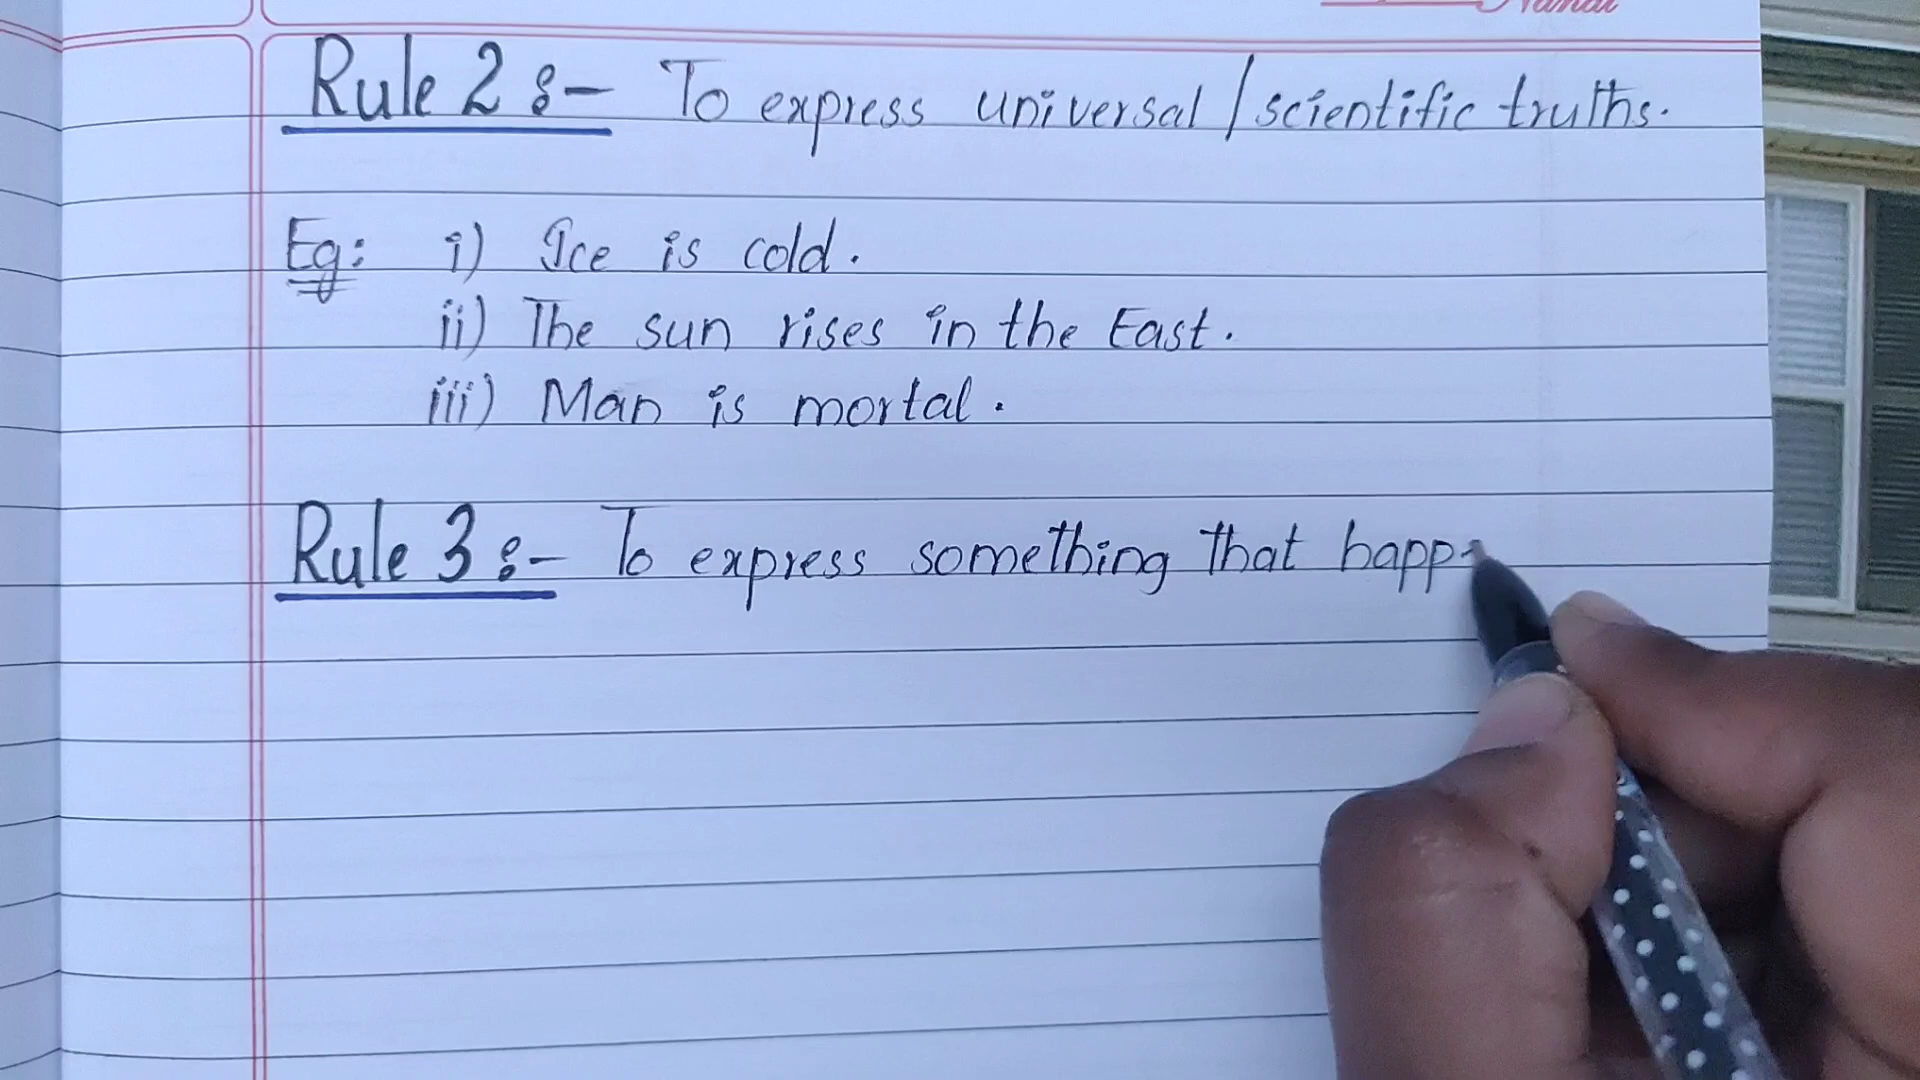 Rule 2 :- To express universal / scientific truths.
Eg: i) Ice is cold.
ii) The sun rises in the East.
iii) Man is mortal.
Rule 3 :- To express something that happ